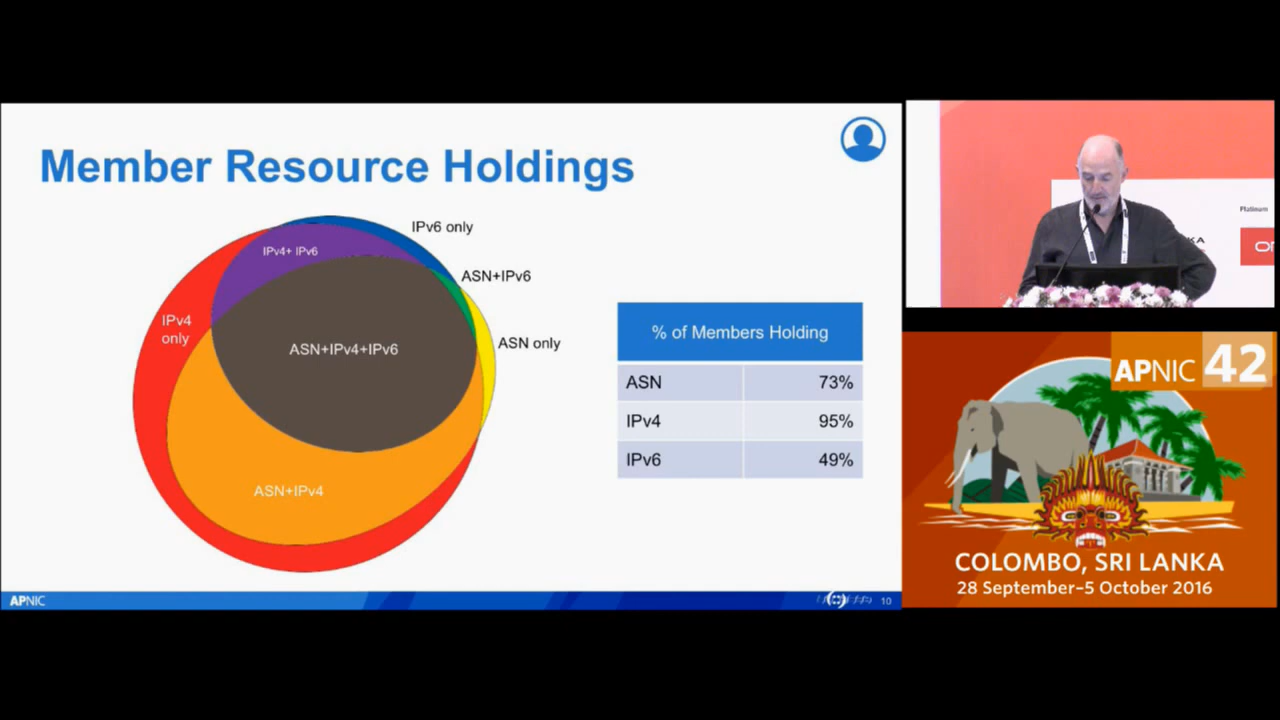 Member Resource Holdings
IPv6 only
IPv4+ IPv6
ASN+IPv6
IPv4
only
ASN only
ASN+IPv4+IPv6
ASN+IPv4
% of Members Holding
ASN 73%
IPv4 95%
IPv6 49%
APNIC
10
Platinum
KA
APNIC 42
COLOMBO, SRI LANKA
28 September–5 October 2016